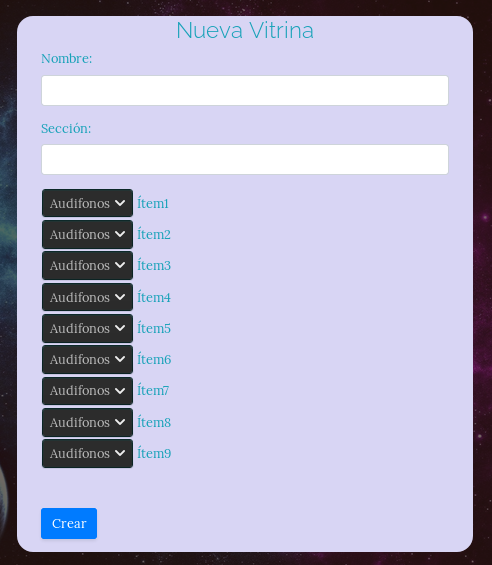 Nueva Vitrina
Nombre:
Sección:
Audifonos Ítem1
Audifonos Ítem2
Audifonos Ítem3
Audifonos Ítem4
Audifonos Ítem5
Audifonos Ítem6
Audifonos Ítem7
Audifonos Ítem8
Audifonos Ítem9
Crear